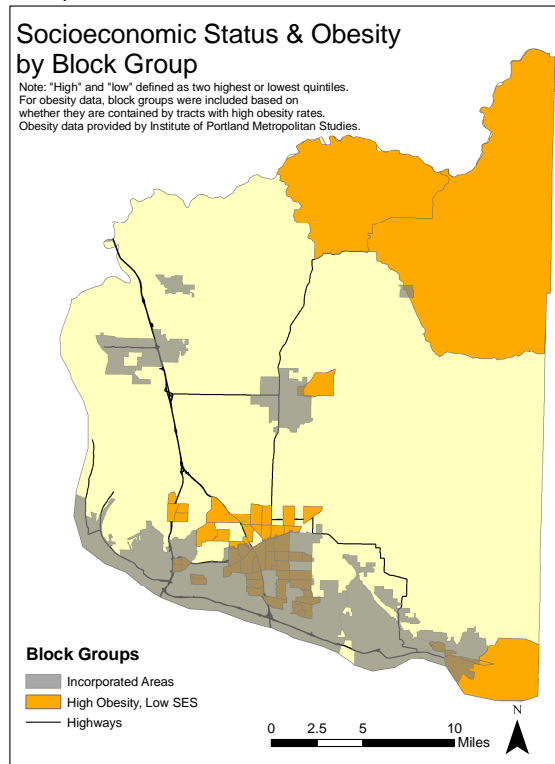 Socioeconomic Status & Obesity
by Block Group
Note: "High" and "low" defined as two highest or lowest quintiles.
For obesity data, block groups were included based on
whether they are contained by tracts with high obesity rates.
Obesity data provided by Institute of Portland Metropolitan Studies.
Block Groups
Incorporated Areas
High Obesity, Low SES
Highways
N
0 2.5 5 10
Miles